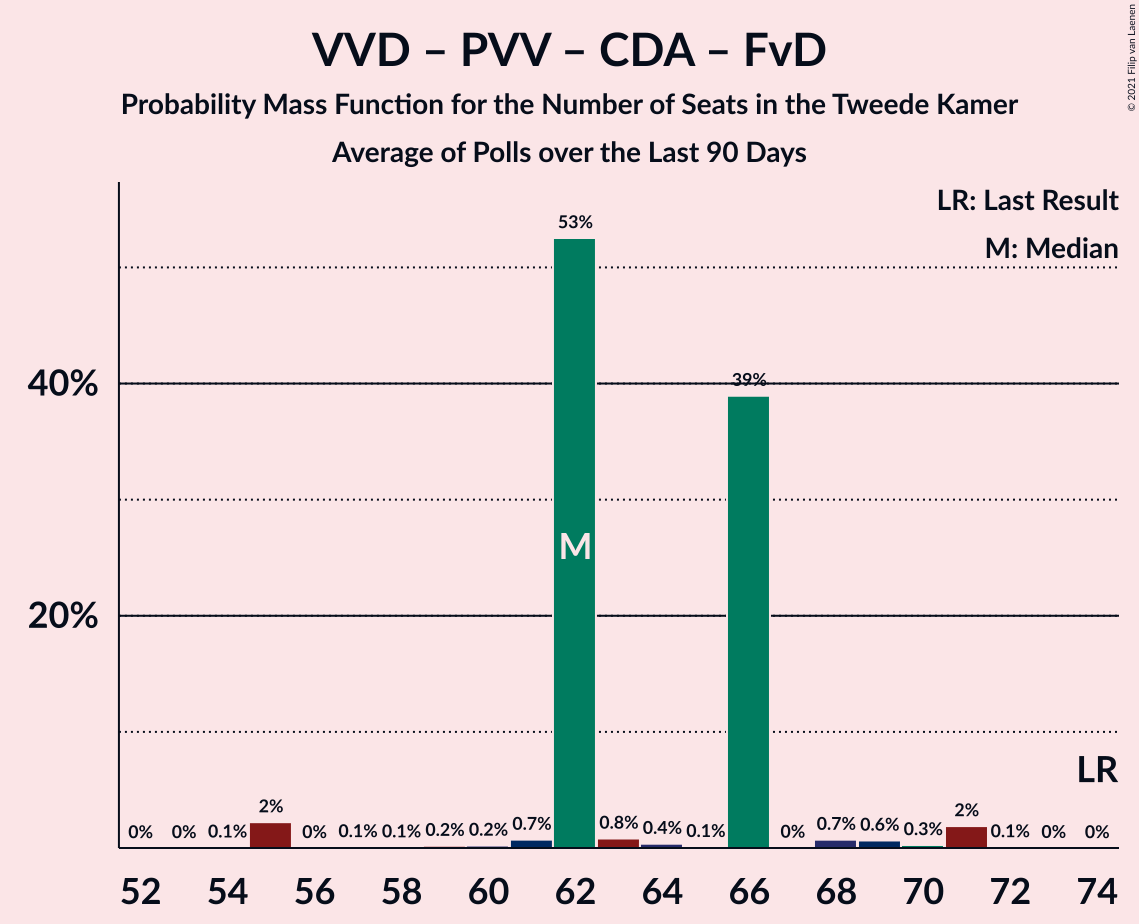 VVD – PVV – CDA – FvD
Probability Mass Function for the Number of Seats in the Tweede Kamer
Average of Polls over the Last 90 Days
© 2021 Filip van Laenen
LR: Last Result
M: Median
53%
40%
39%
M
20%
LR
0% 0% 0.1% 2% 0% 0.1% 0.1% 0.2% 0.2% 0.7% 0.8% 0.4% 0.1% 0% 0.7% 0.6% 0.3% 2% 0.1% 0% 0%
52 54 56 58 60 62 64 66 68 70 72 74